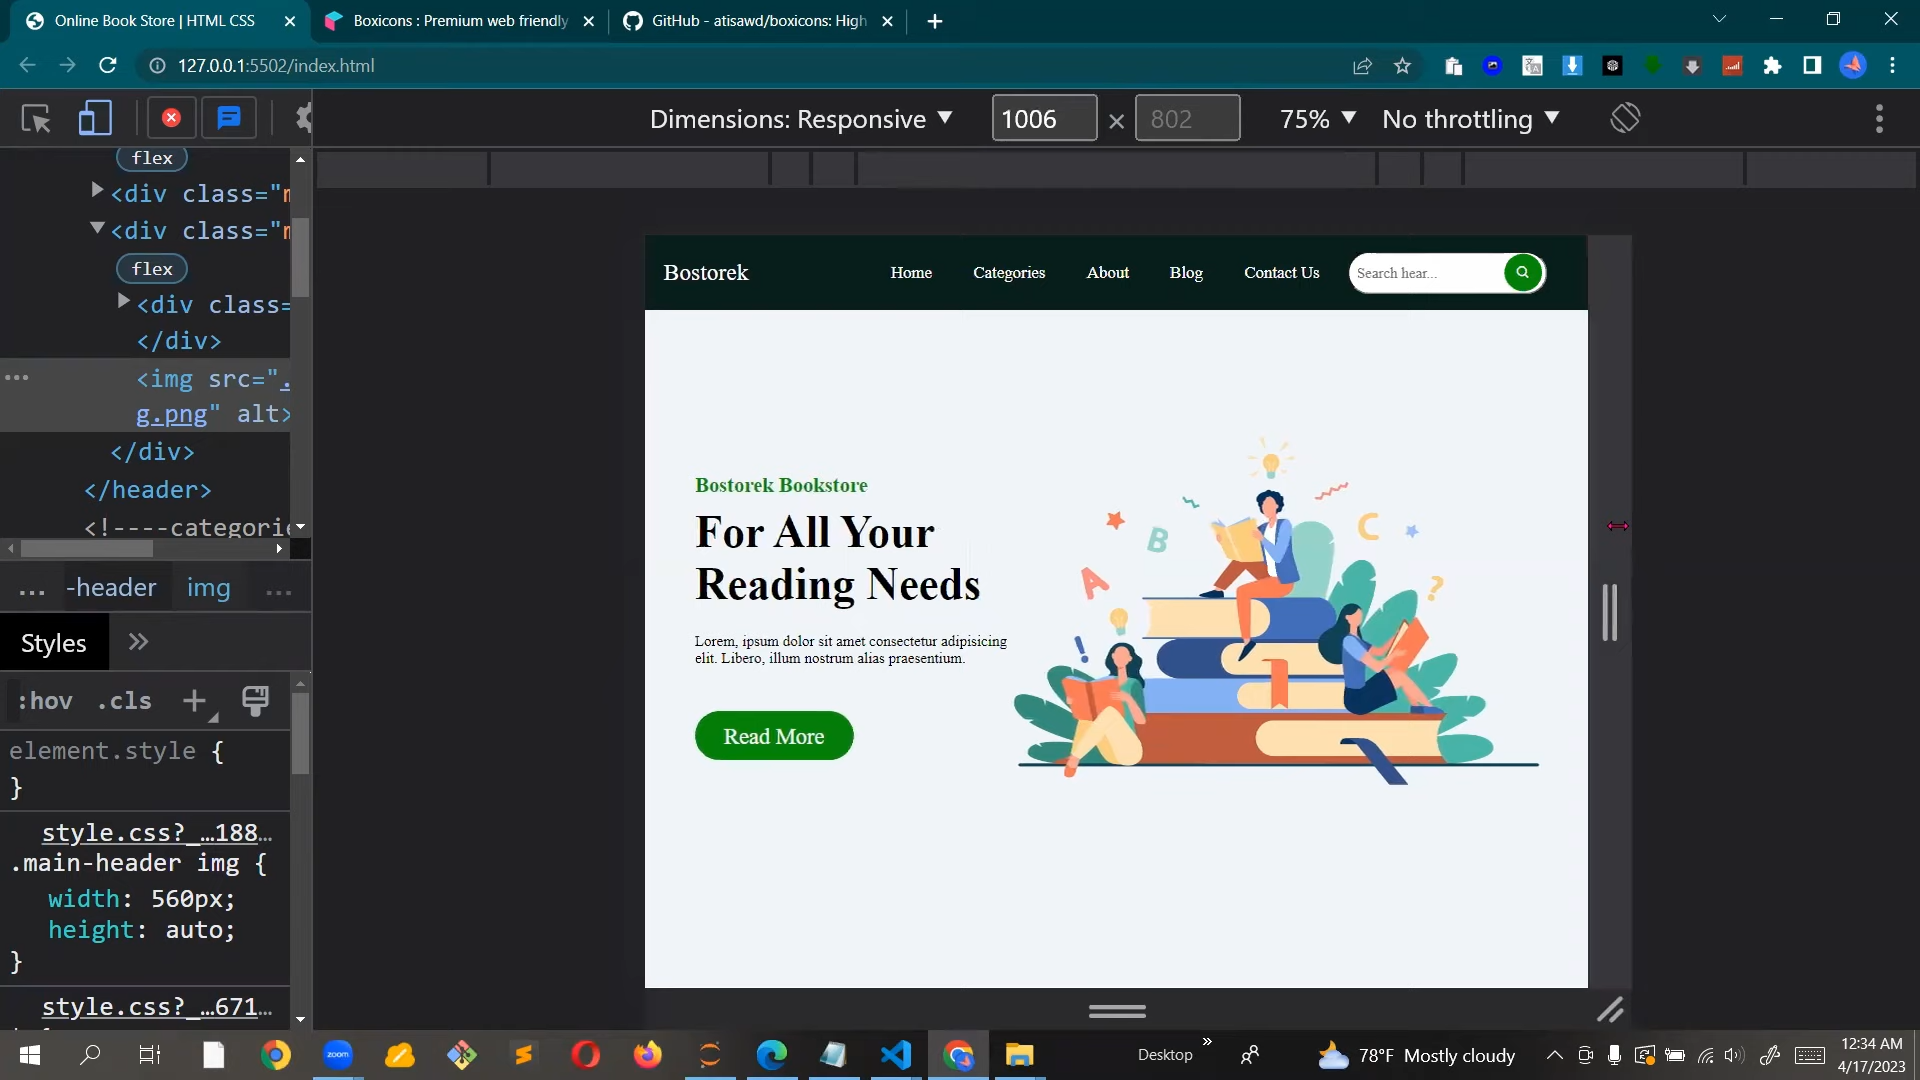 Online Book Store | HTML CSS
Boxicons : Premium web friendly
GitHub - atisawd/boxicons: High
127.0.0.1:5502/index.html
Dimensions: Responsive
1006 × 802
75%
No throttling
flex
<div class="m
<div class="m
flex
<div class=
</div>
<img src=".
g.png" alt>
</div>
</header>
<!----categorie
... -header img ...
Styles
:hov .cls
element.style {
}
style.css?_…188…
.main-header img {
width: 560px;
height: auto;
}
style.css?_…671…
Bostorek
Home
Categories
About
Blog
Contact Us
Search hear...
Bostorek Bookstore
For All Your
Reading Needs
Lorem, ipsum dolor sit amet consectetur adipisicing
elit. Libero, illum nostrum alias praesentium.
Read More
A
B
C
?
!
zoom
Desktop
78°F Mostly cloudy
12:34 AM
4/17/2023